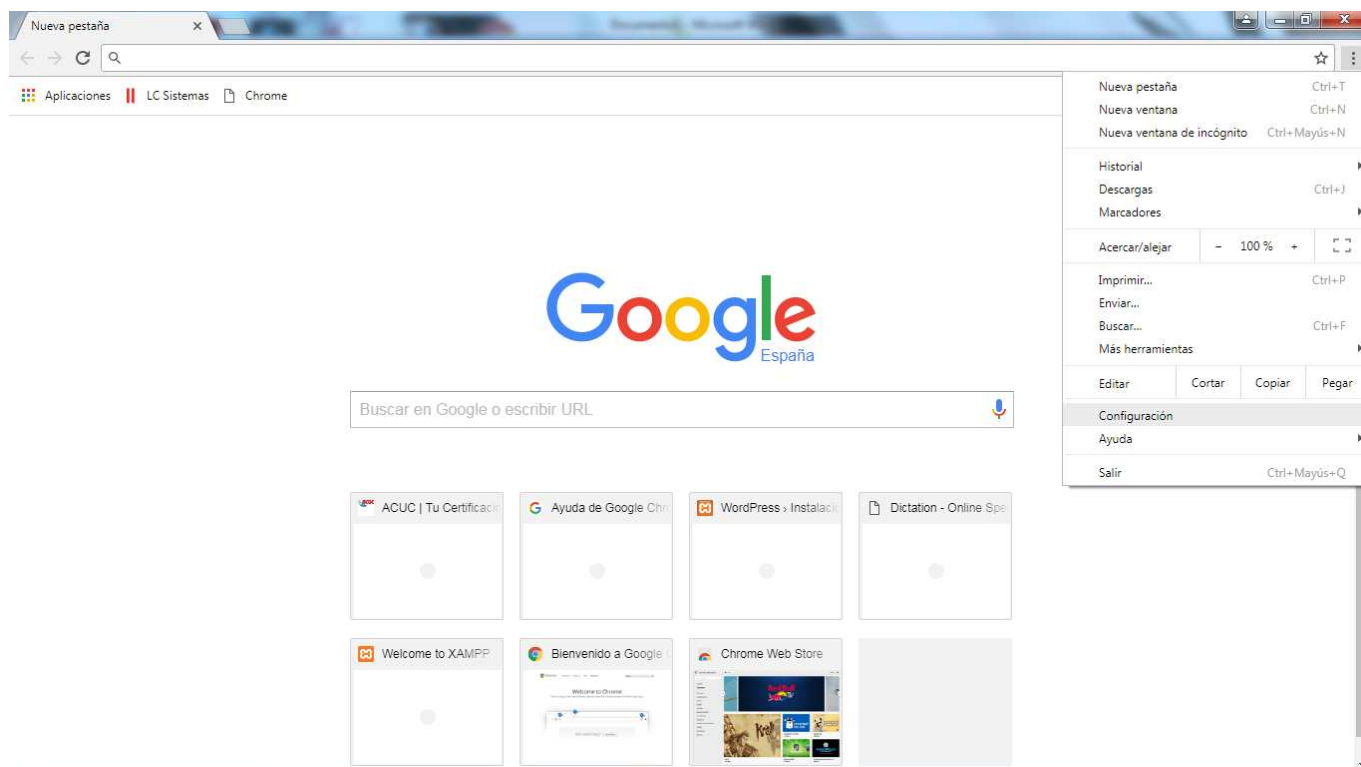 Nueva pestaña
Aplicaciones LC Sistemas Chrome
Nueva pestaña Ctrl+T
Nueva ventana Ctrl+N
Nueva ventana de incógnito Ctrl+Mayús+N
Historial
Descargas Ctrl+J
Marcadores
Acercar/alejar - 100 % +
Imprimir... Ctrl+P
Enviar...
Buscar... Ctrl+F
Más herramientas
Editar Cortar Copiar Pegar
Configuración
Ayuda
Salir Ctrl+Mayús+Q
Google
España
Buscar en Google o escribir URL
ACUC | Tu Certificaci
Ayuda de Google Chr
WordPress › Instalaci
Dictation - Online Spe
Welcome to XAMPP
Bienvenido a Google
Chrome Web Store
Welcome to Chrome